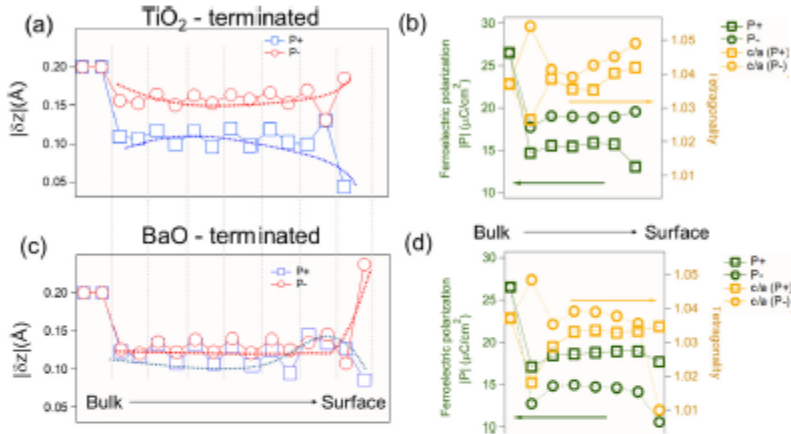 TiO2 - terminated
(a)
P+
P-
|δz|(Å)
0.20
0.15
0.10
0.05
(b)
P+
P-
c/a (P+)
c/a (P-)
Ferroelectric polarization
|P| (μC/cm2)
30
25
20
15
10
1.05
1.04
1.03
1.02
1.01
Tetragonality
(c)
BaO - terminated
P+
P-
|δz|(Å)
0.20
0.15
0.10
0.05
Bulk
Surface
(d)
Bulk
Surface
P+
P-
c/a (P+)
c/a (P-)
Ferroelectric polarization
|P| (μC/cm2)
30
25
20
15
10
1.05
1.04
1.03
1.02
1.01
Tetragonality